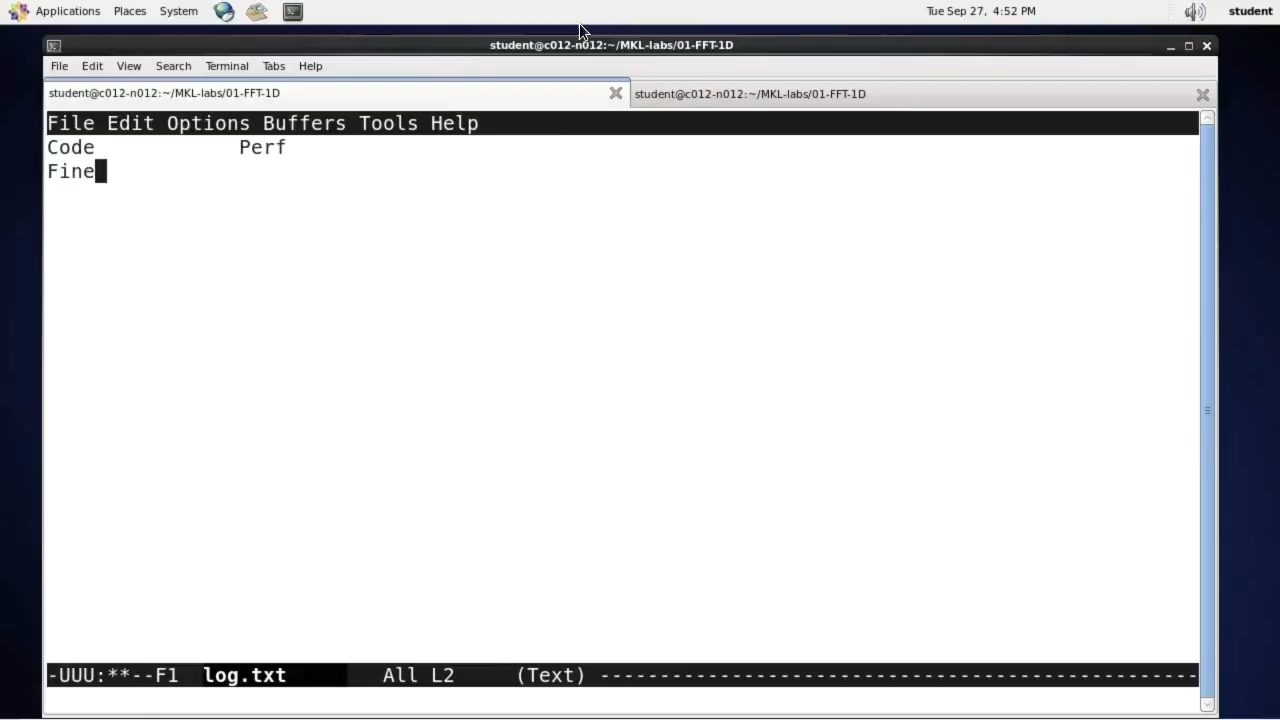 Applications Places System Tue Sep 27, 4:52 PM student
student@c012-n012:~/MKL-labs/01-FFT-1D
File Edit View Search Terminal Tabs Help
student@c012-n012:~/MKL-labs/01-FFT-1D student@c012-n012:~/MKL-labs/01-FFT-1D
File Edit Options Buffers Tools Help
Code Perf
Fine
-UUU:**--F1 log.txt All L2 (Text) --------------------------------------------------